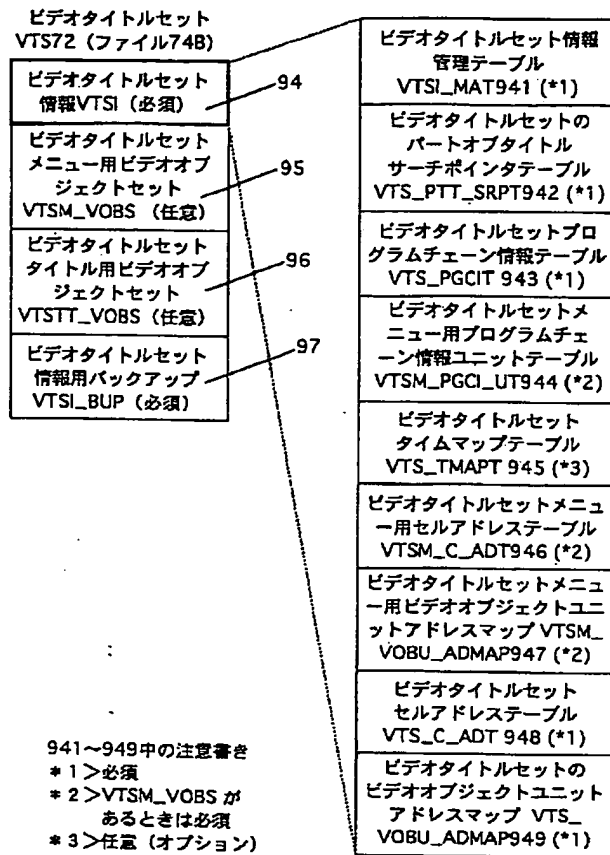 ビデオタイトルセット
VTS72（ファイル74B）
ビデオタイトルセット
情報VTSI（必須）
94
ビデオタイトルセット
メニュー用ビデオオブ
ジェクトセット
VTSM_VOBS （任意）
95
ビデオタイトルセット
タイトル用ビデオオブ
ジェクトセット
VTSTT_VOBS（任意）
96
ビデオタイトルセット
情報用バックアップ
VTSI_BUP（必須）
97
ビデオタイトルセット情報
管理テーブル
VTSI_MAT941 (*1)
ビデオタイトルセットの
パートオブタイトル
サーチポインタテーブル
VTS_PTT_SRPT942 (*1)
ビデオタイトルセットプロ
グラムチェーン情報テーブル
VTS_PGCIT 943 (*1)
ビデオタイトルセットメ
ニュー用プログラムチェ
ーン情報ユニットテーブル
VTSM_PGCI_UT944 (*2)
ビデオタイトルセット
タイムマップテーブル
VTS_TMAPT 945 (*3)
ビデオタイトルセットメニュ
ー用セルアドレステーブル
VTSM_C_ADT946 (*2)
ビデオタイトルセットメニュ
ー用ビデオオブジェクトユニ
ットアドレスマップ VTSM_
VOBU_ADMAP947 (*2)
ビデオタイトルセット
セルアドレステーブル
VTS_C_ADT 948 (*1)
ビデオタイトルセットの
ビデオオブジェクトユニット
アドレスマップ VTS_
VOBU_ADMAP949 (*1)
941～949中の注意書き
＊1＞必須
＊2＞VTSM_VOBS が
あるときは必須
＊3＞任意（オプション）